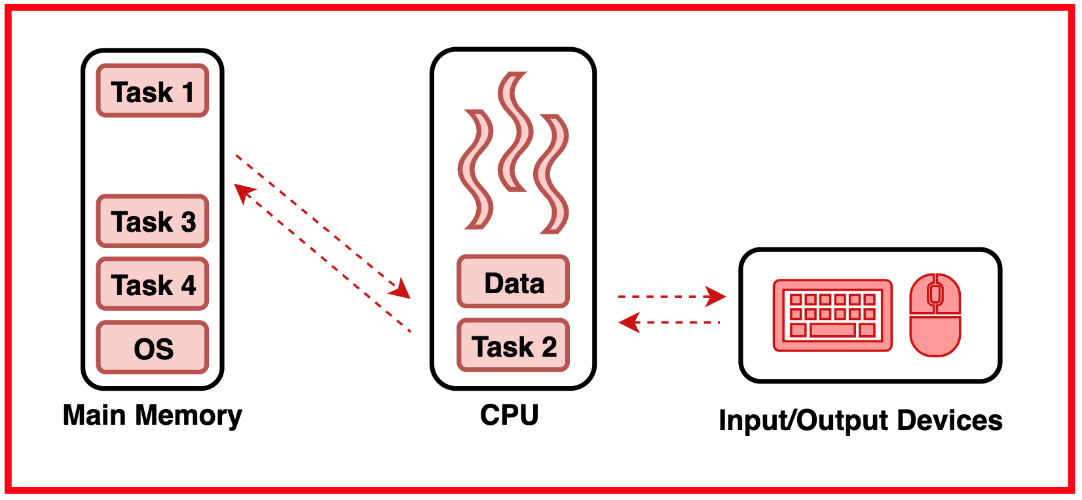 Task 1
Task 3
Task 4
OS
Main Memory
Data
Task 2
CPU
Input/Output Devices